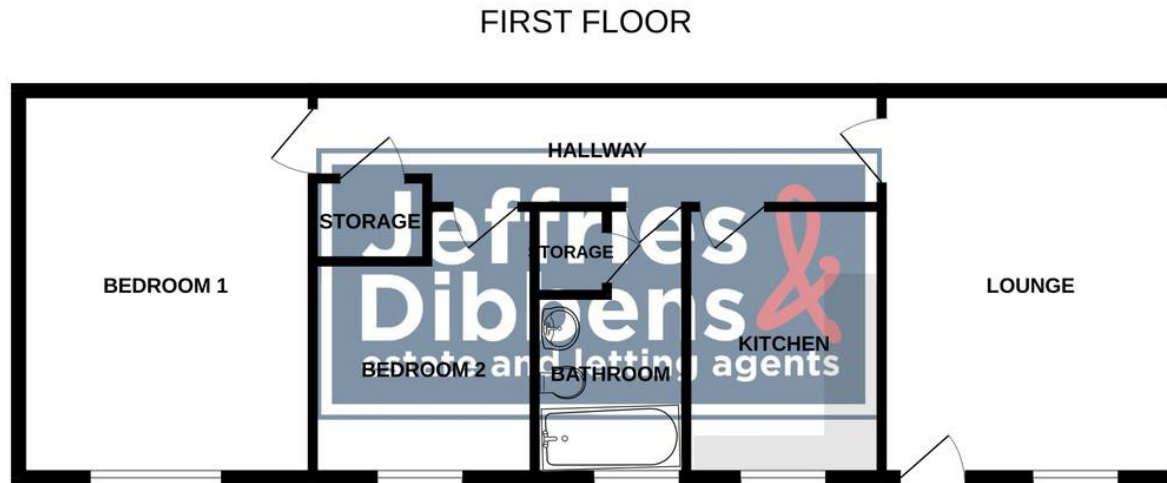 FIRST FLOOR
HALLWAY
STORAGE
STORAGE
BEDROOM 1
LOUNGE
KITCHEN
BEDROOM 2
BATHROOM
Jeffries &
Dibbens
estate and letting agents